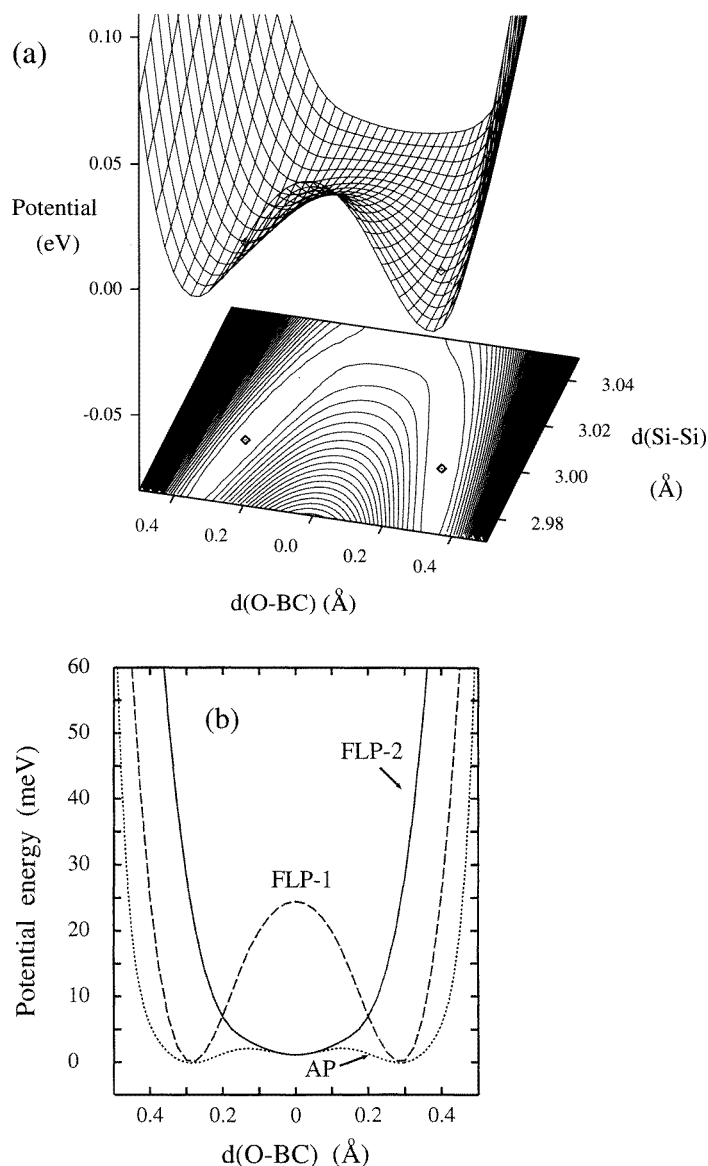 (a)
0.10
0.05
Potential
(eV)
0.00
-0.05
3.04
3.02
d(Si-Si)
3.00
(Å)
2.98
0.4 0.2 0.0 0.2 0.4
d(O-BC) (Å)
(b)
60
50
40
30
20
10
0
Potential energy (meV)
FLP-2
FLP-1
AP
0.4 0.2 0 0.2 0.4
d(O-BC) (Å)